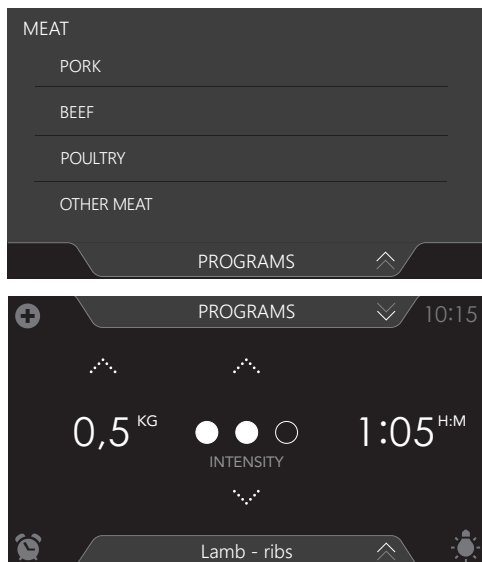 MEAT
PORK
BEEF
POULTRY
OTHER MEAT
PROGRAMS
PROGRAMS 10:15
0,5 KG 1:05 H:M
INTENSITY
Lamb - ribs